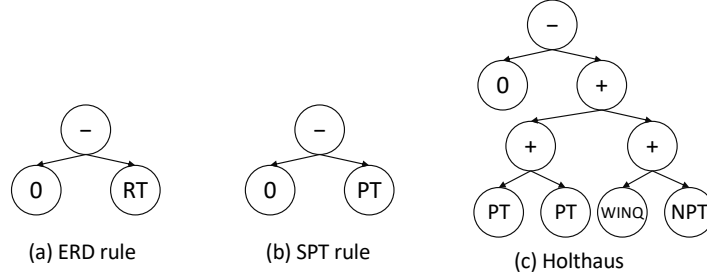 −
0
+
−
−
+
+
0
RT
0
PT
PT
PT
WINQ
NPT
(a) ERD rule
(b) SPT rule
(c) Holthaus